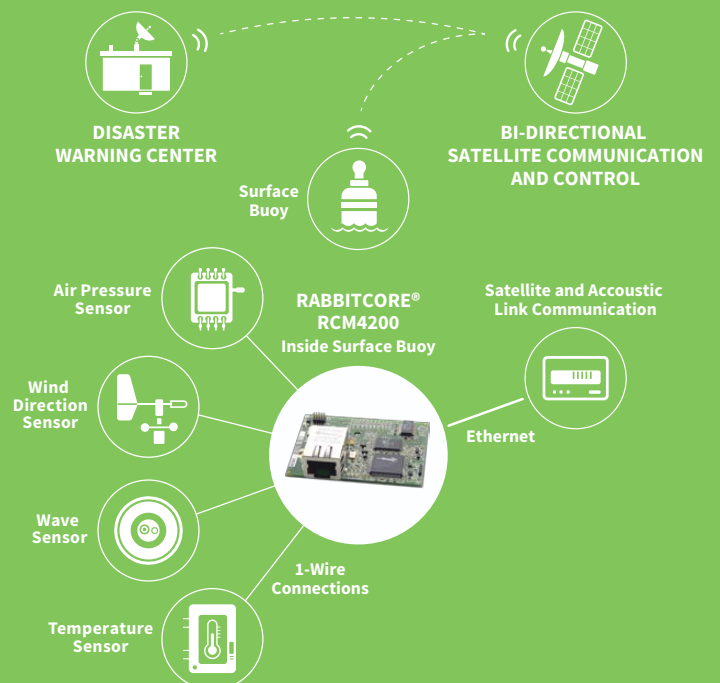 DISASTER
WARNING CENTER
BI-DIRECTIONAL
SATELLITE COMMUNICATION
AND CONTROL
Surface
Buoy
Air Pressure
Sensor
RABBITCORE®
RCM4200
Inside Surface Buoy
Satellite and Accoustic
Link Communication
Wind
Direction
Sensor
Ethernet
Wave
Sensor
1-Wire
Connections
Temperature
Sensor